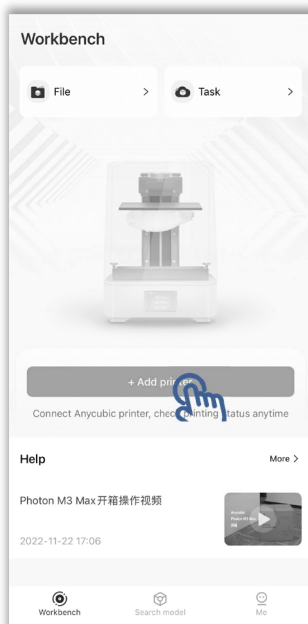 Workbench
File >
Task >
+ Add printer
Connect Anycubic printer, check printing status anytime
Help
More >
Photon M3 Max开箱操作视频
2022-11-22 17:06
Workbench
Search model
Me